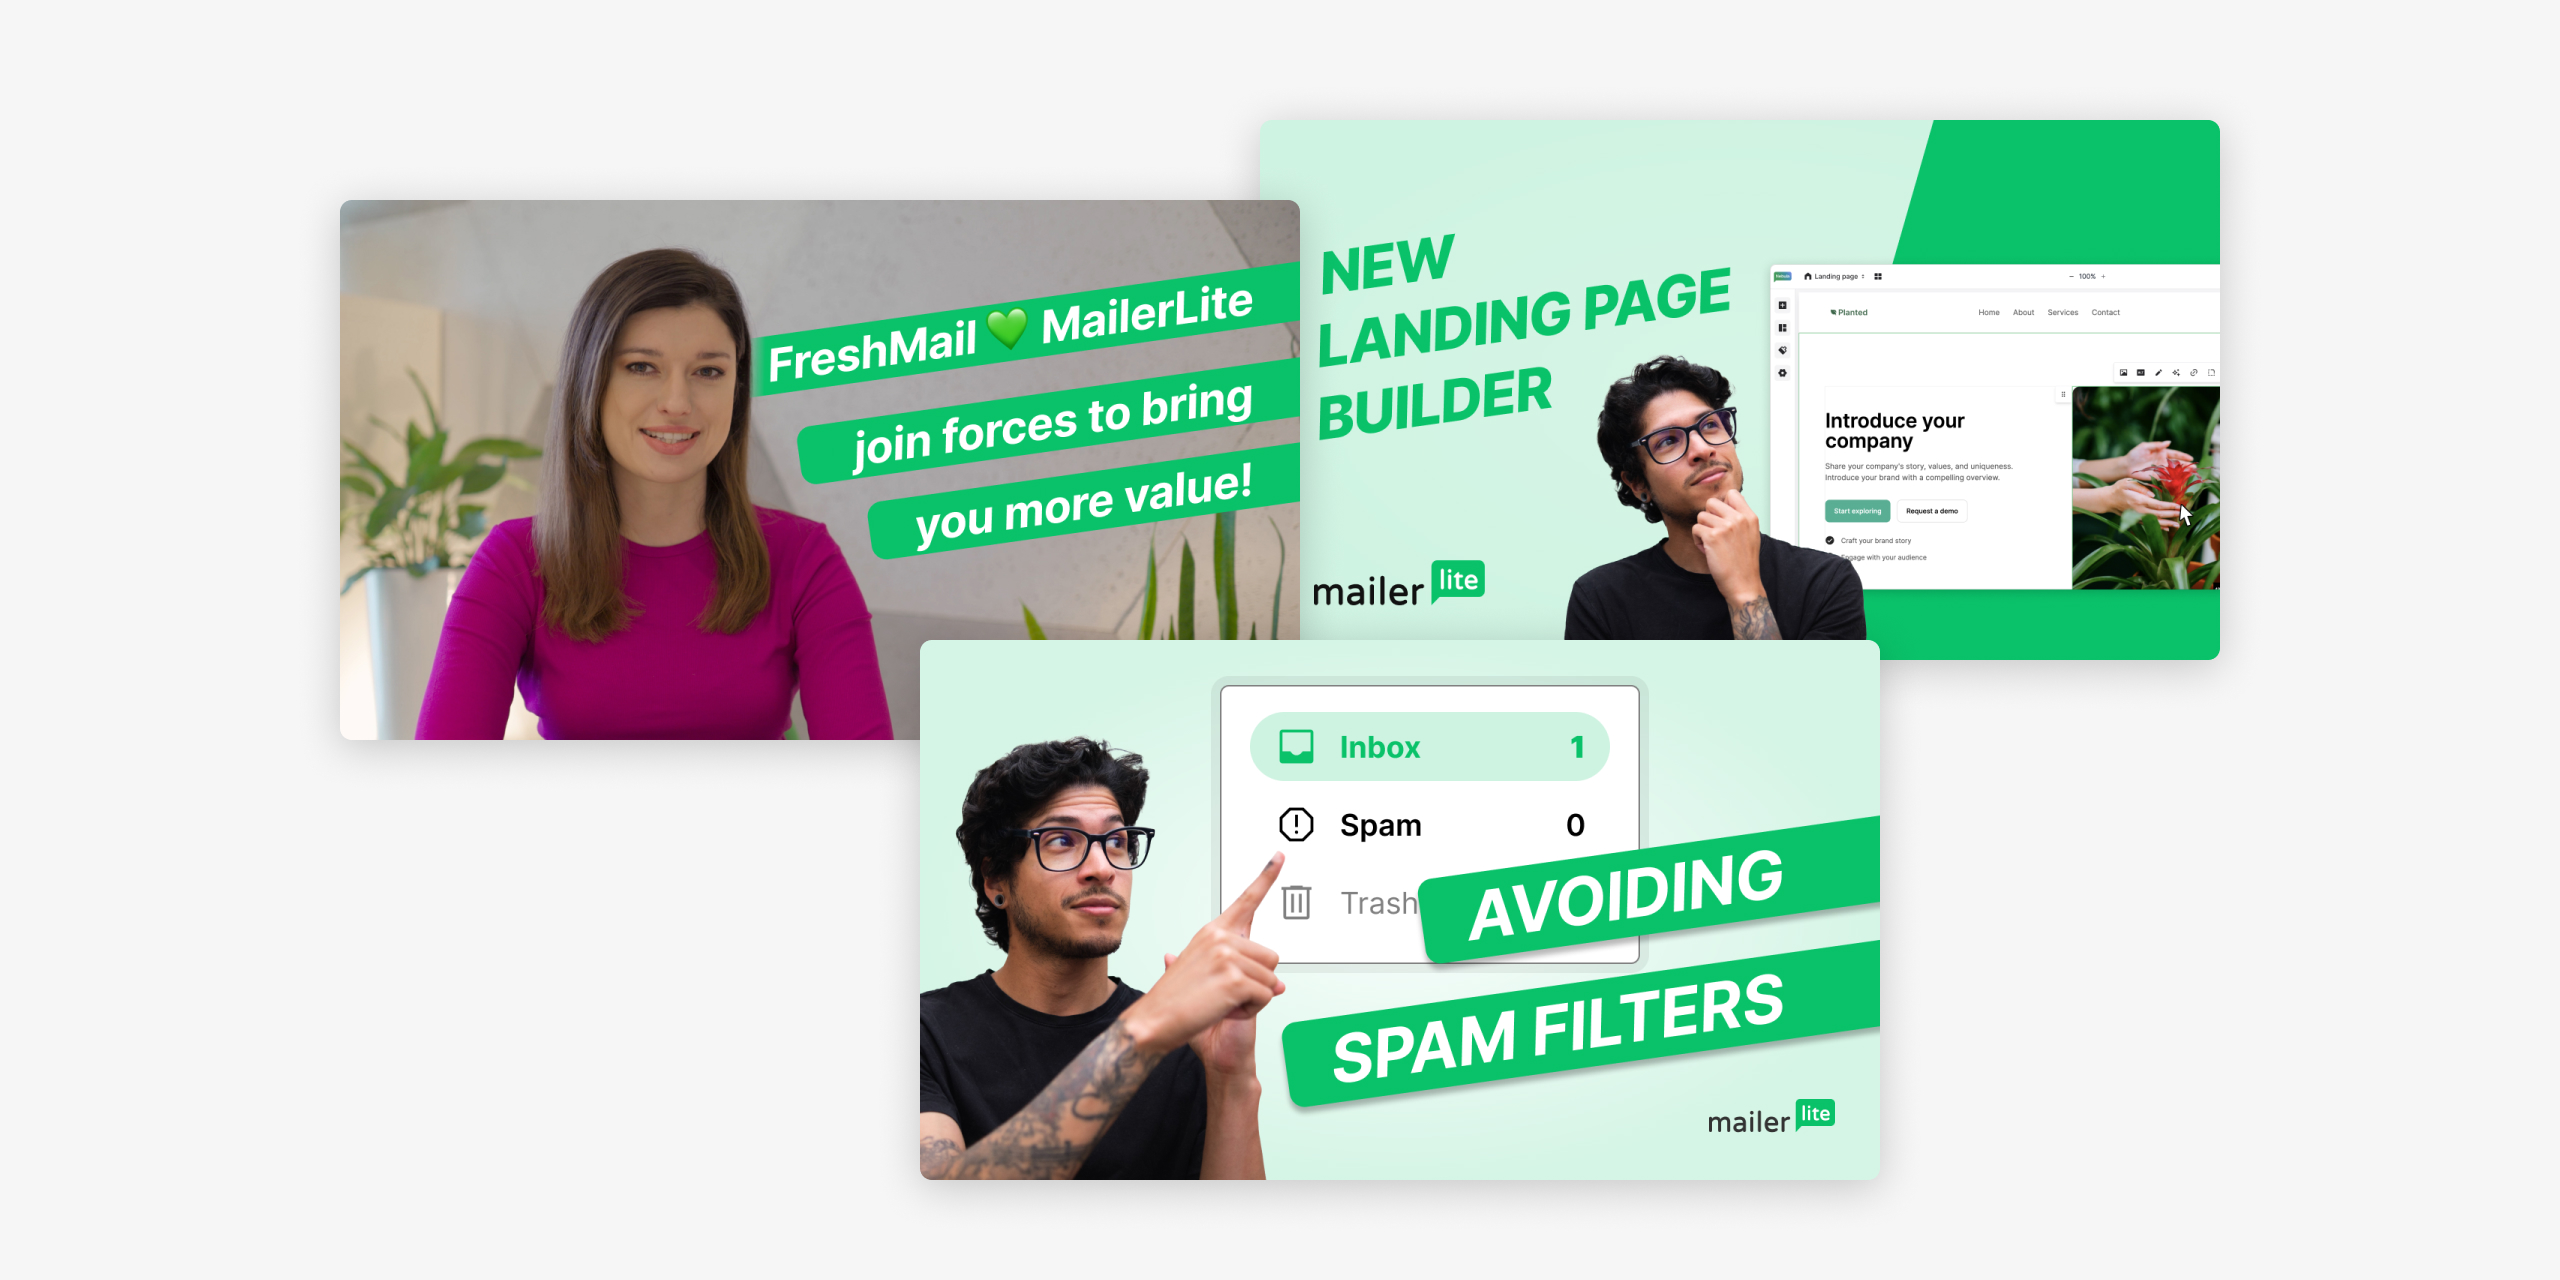 FreshMail 💚 MailerLite
join forces to bring
you more value!
NEW
LANDING PAGE
BUILDER
mailer lite
Landing page
100%
Planted
Home About Services Contact
Introduce your
company
Share your company's story, values, and uniqueness.
Introduce your brand with a compelling overview.
Start exploring Request a demo
Craft your brand story
Engage with your audience
Inbox 1
Spam 0
Trash
AVOIDING
SPAM FILTERS
mailer lite